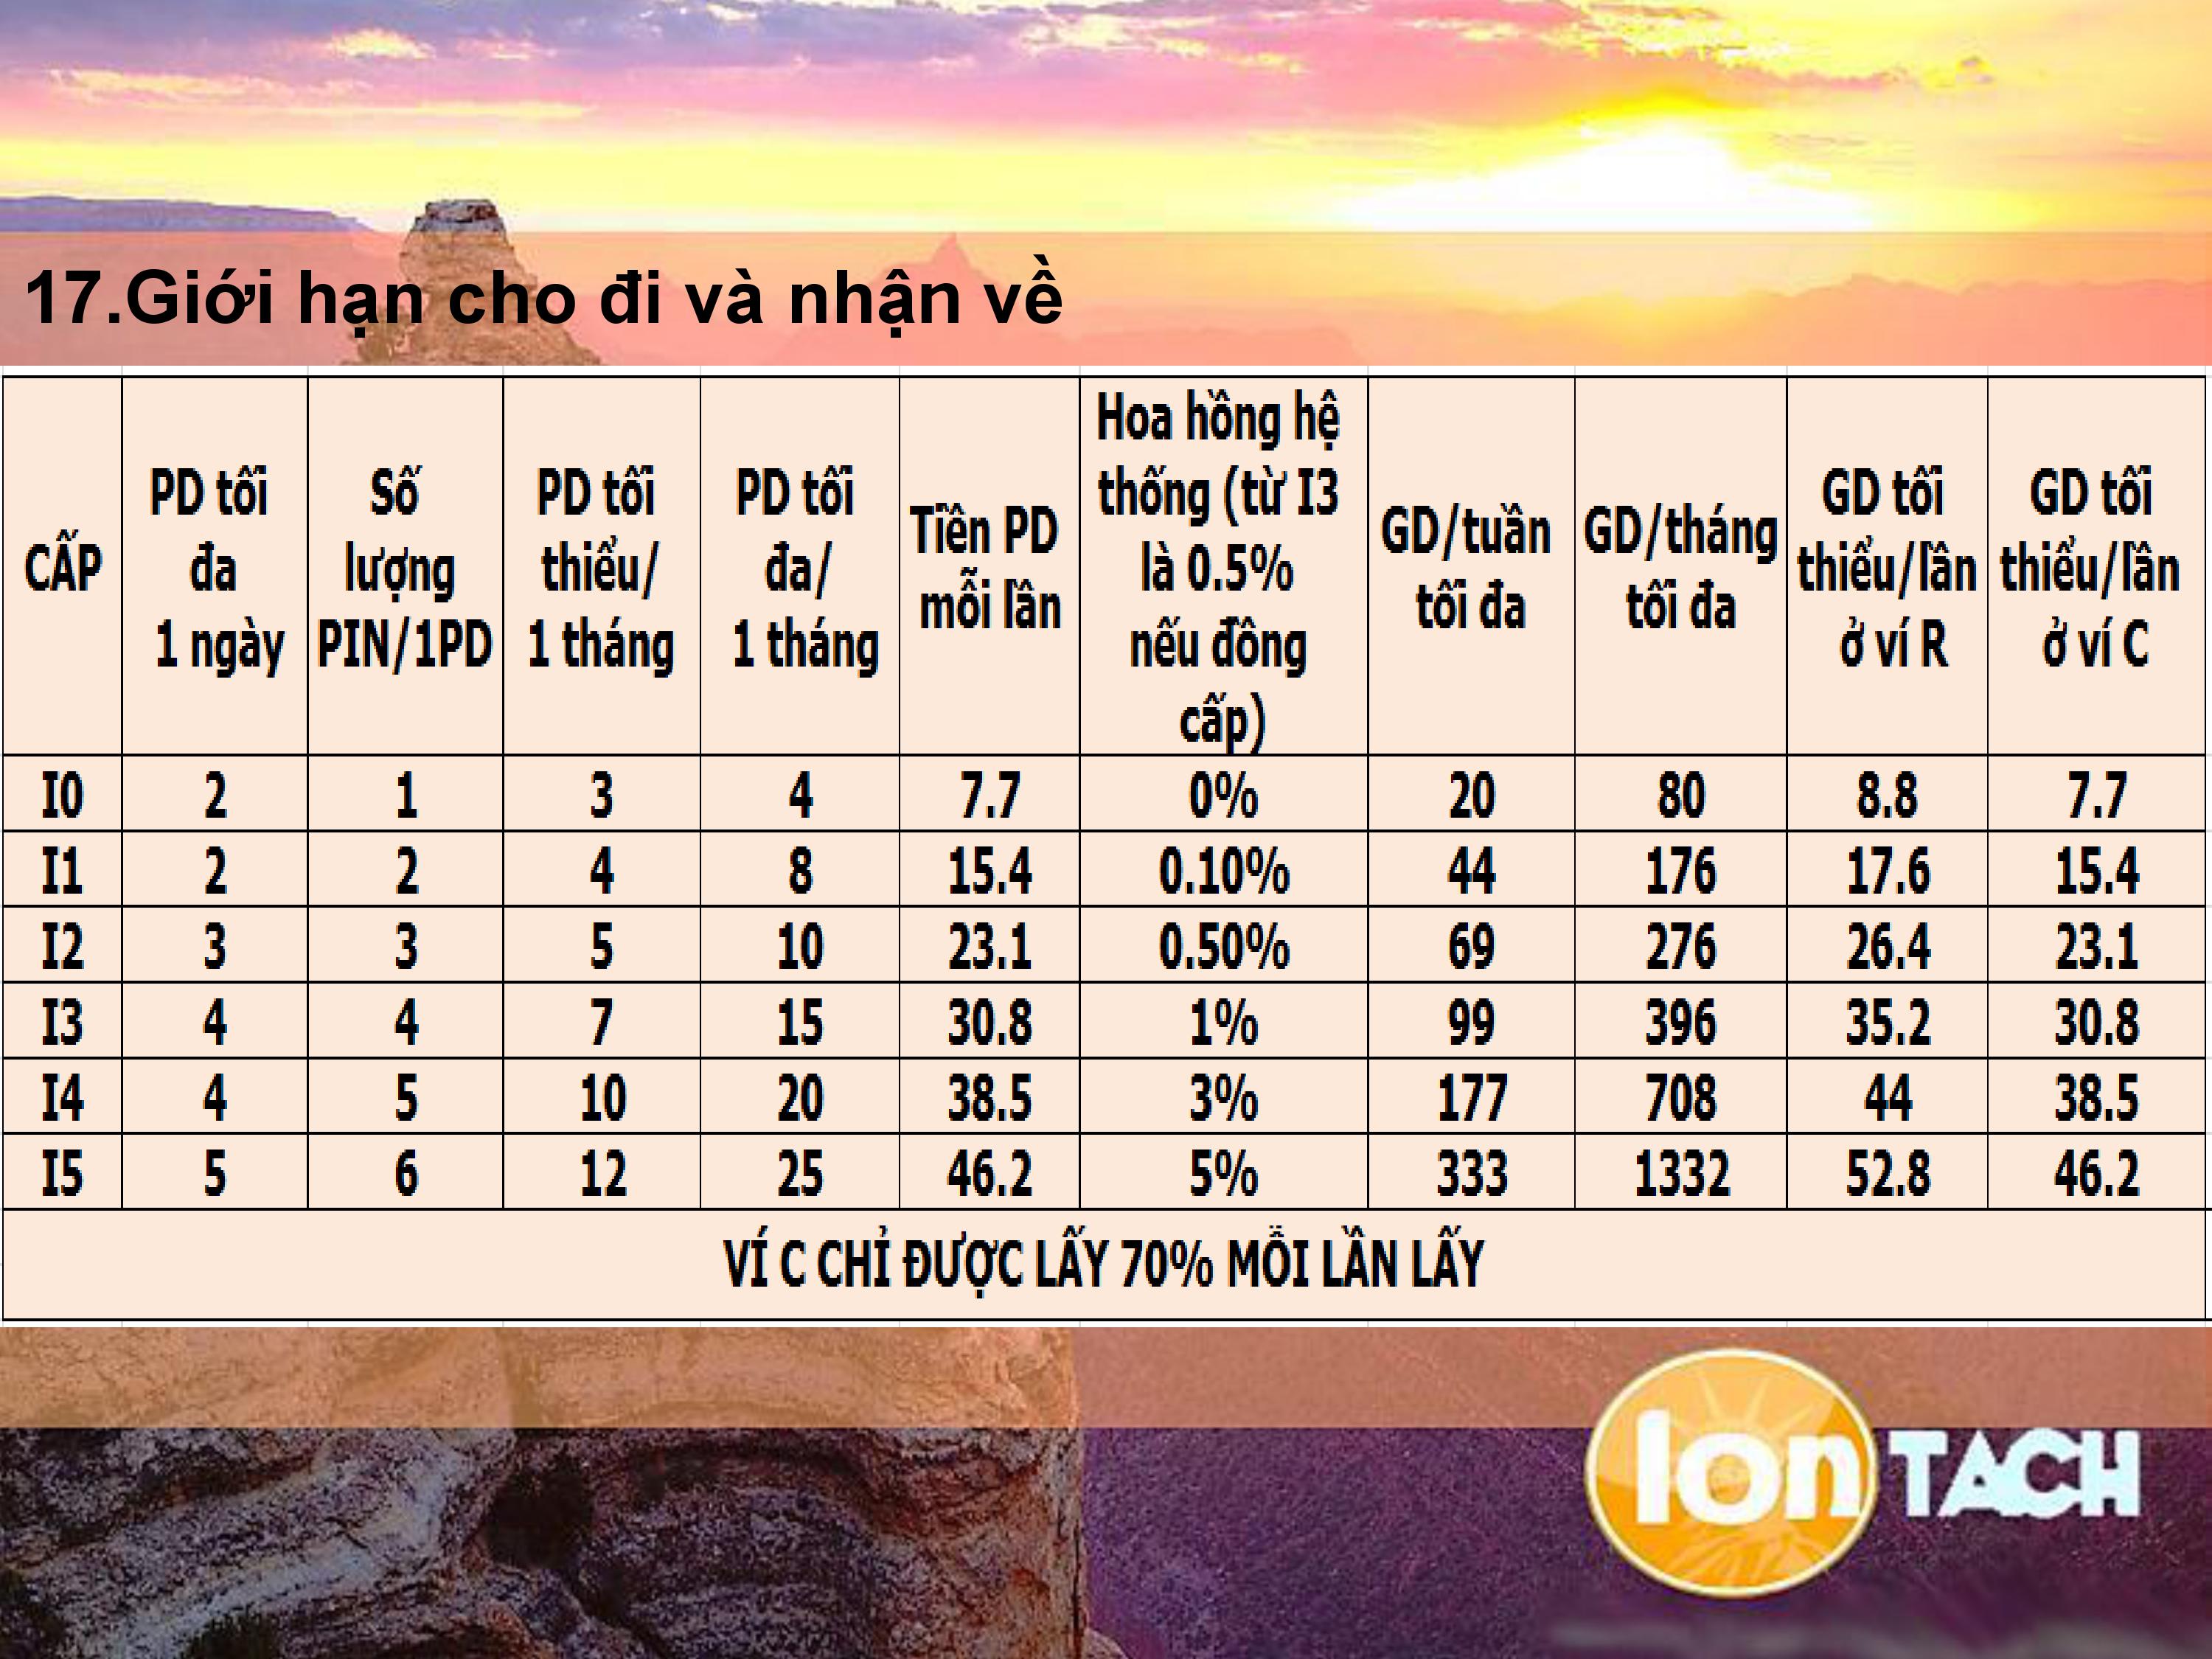 17.Giới hạn cho đi và nhận về
CẤP
PD tối
đa
1 ngày
Số
lượng
PIN/1PD
PD tối
thiểu/
1 tháng
PD tối
đa/
1 tháng
Tiền PD
mỗi lần
Hoa hồng hệ
thống (từ I3
là 0.5%
nếu đồng
cấp)
GD/tuần
tối đa
GD/tháng
tối đa
GD tối
thiểu/lần
ở ví R
GD tối
thiểu/lần
ở ví C
I0 2 1 3 4 7.7 0% 20 80 8.8 7.7
I1 2 2 4 8 15.4 0.10% 44 176 17.6 15.4
I2 3 3 5 10 23.1 0.50% 69 276 26.4 23.1
I3 4 4 7 15 30.8 1% 99 396 35.2 30.8
I4 4 5 10 20 38.5 3% 177 708 44 38.5
I5 5 6 12 25 46.2 5% 333 1332 52.8 46.2
VÍ C CHỈ ĐƯỢC LẤY 70% MỖI LẦN LẤY
Ion TACH